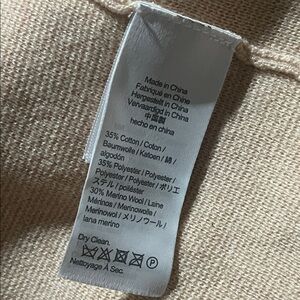 Made in China
Fabriqué en Chine
Hergestellt in China
Vervaardigd in China
中国製
hecho en china
35% Cotton / Coton /
Baumwolle / Katoen / 綿 /
algodón
35% Polyester / Polyester /
Polyester / Polyester / ポリエ
ステル / poliéster
30% Merino Wool / Laine
Mérinos / Merinowolle /
Merinowol / メリノウール /
lana merino
Dry Clean.
Nettoyage À Sec.